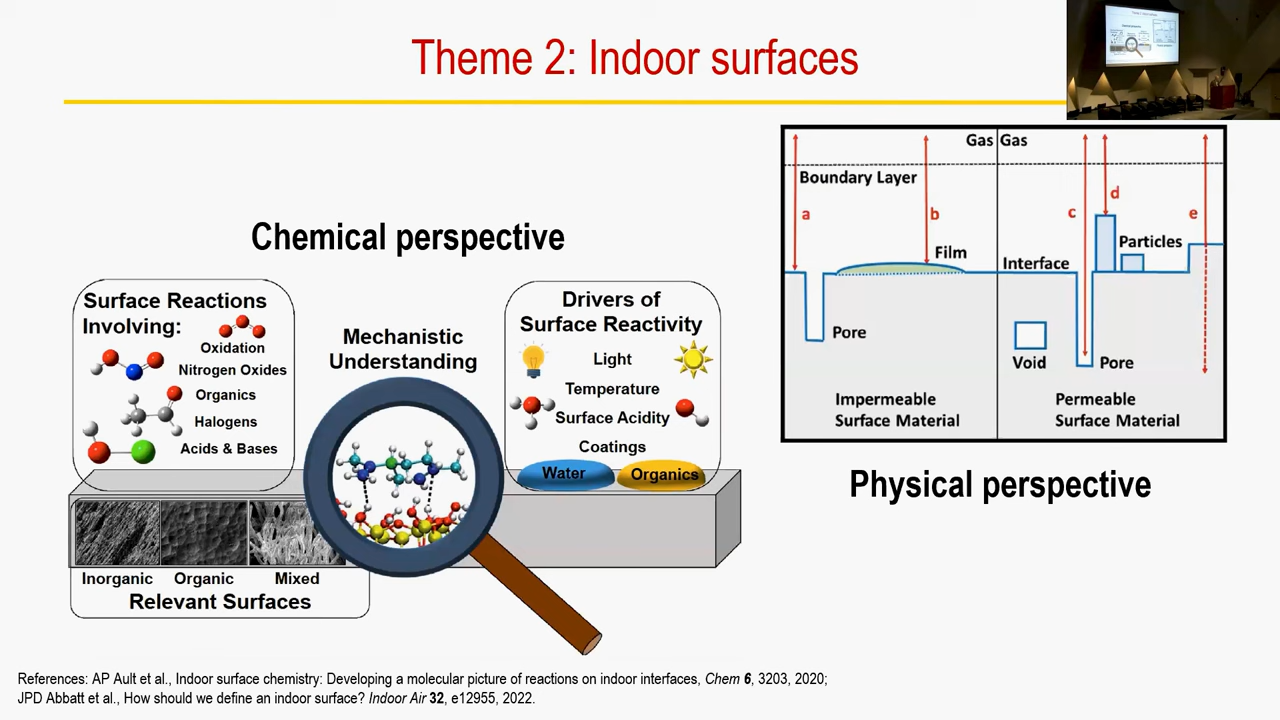 Theme 2: Indoor surfaces
Chemical perspective
Surface Reactions
Involving:
Oxidation
Nitrogen Oxides
Organics
Halogens
Acids & Bases
Mechanistic
Understanding
Drivers of
Surface Reactivity
Light
Temperature
Surface Acidity
Coatings
Water
Organics
Inorganic
Organic
Mixed
Relevant Surfaces
Gas
Gas
Boundary Layer
a
b
c
d
e
Film
Interface
Particles
Pore
Void
Pore
Impermeable
Surface Material
Permeable
Surface Material
Physical perspective
References: AP Ault et al., Indoor surface chemistry: Developing a molecular picture of reactions on indoor interfaces, Chem 6, 3203, 2020;
JPD Abbatt et al., How should we define an indoor surface? Indoor Air 32, e12955, 2022.